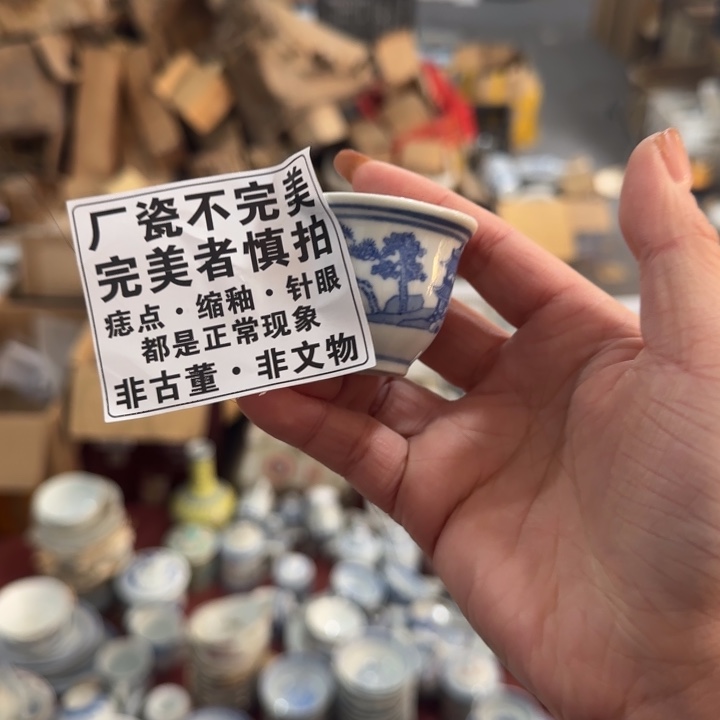 厂瓷不完美
完美者慎拍
痣点·缩釉·针眼
都是正常现象
非古董·非文物